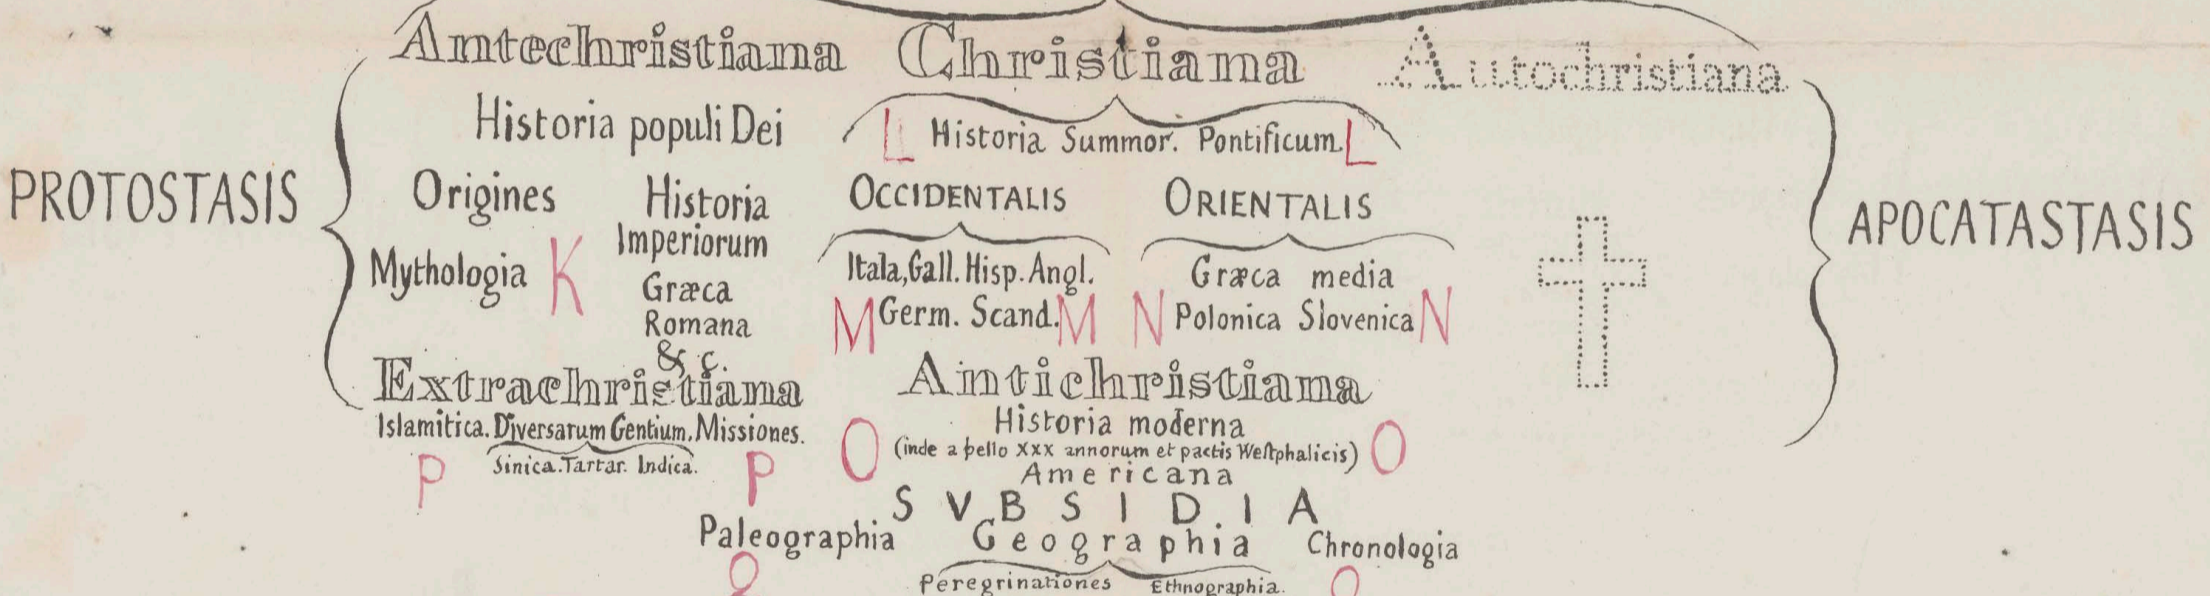 Antechristiana Christiana Autochristiana
Historia populi Dei
L Historia Summor. Pontificum. L
PROTOSTASIS
Origines
Mythologia K
Historia
Imperiorum
Græca
Romana
& ç.
OCCIDENTALIS
Itala, Gall. Hisp. Angl.
M Germ. Scand. M
ORIENTALIS
Græca media
N Polonica Slovenica N
APOCATASTASIS
Extrachristiana
Islamitica. Diversarum Gentium. Missiones.
P Sinica. Tartar. Indica. P
Antichristiana
Historia moderna
O (inde a bello XXX annorum et pactis Weſtphalicis) O
Americana
SVBSIDIA
Paleographia Geographia Chronologia
Peregrinationes Ethnographia.